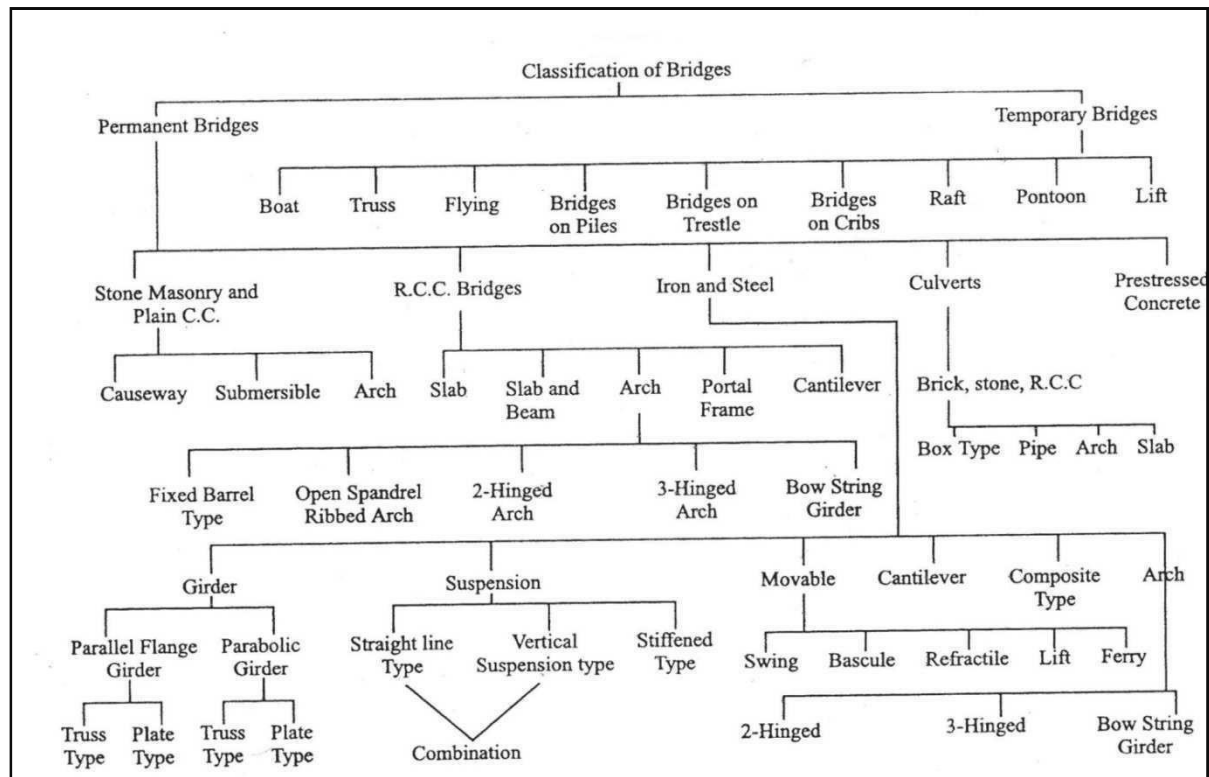 Classification of Bridges
Permanent Bridges
Temporary Bridges
Boat
Truss
Flying
Bridges
on Piles
Bridges on
Trestle
Bridges
on Cribs
Raft
Pontoon
Lift
Stone Masonry and
Plain C.C.
R.C.C. Bridges
Iron and Steel
Culverts
Prestressed
Concrete
Causeway
Submersible
Arch
Slab
Slab and
Beam
Arch
Portal
Frame
Cantilever
Brick, stone, R.C.C
Box Type
Pipe
Arch
Slab
Fixed Barrel
Type
Open Spandrel
Ribbed Arch
2-Hinged
Arch
3-Hinged
Arch
Bow String
Girder
Girder
Suspension
Movable
Cantilever
Composite
Type
Arch
Parallel Flange
Girder
Parabolic
Girder
Straight line
Type
Vertical
Suspension type
Stiffened
Type
Swing
Bascule
Refractile
Lift
Ferry
Truss
Type
Plate
Type
Truss
Type
Plate
Type
Combination
2-Hinged
3-Hinged
Bow String
Girder